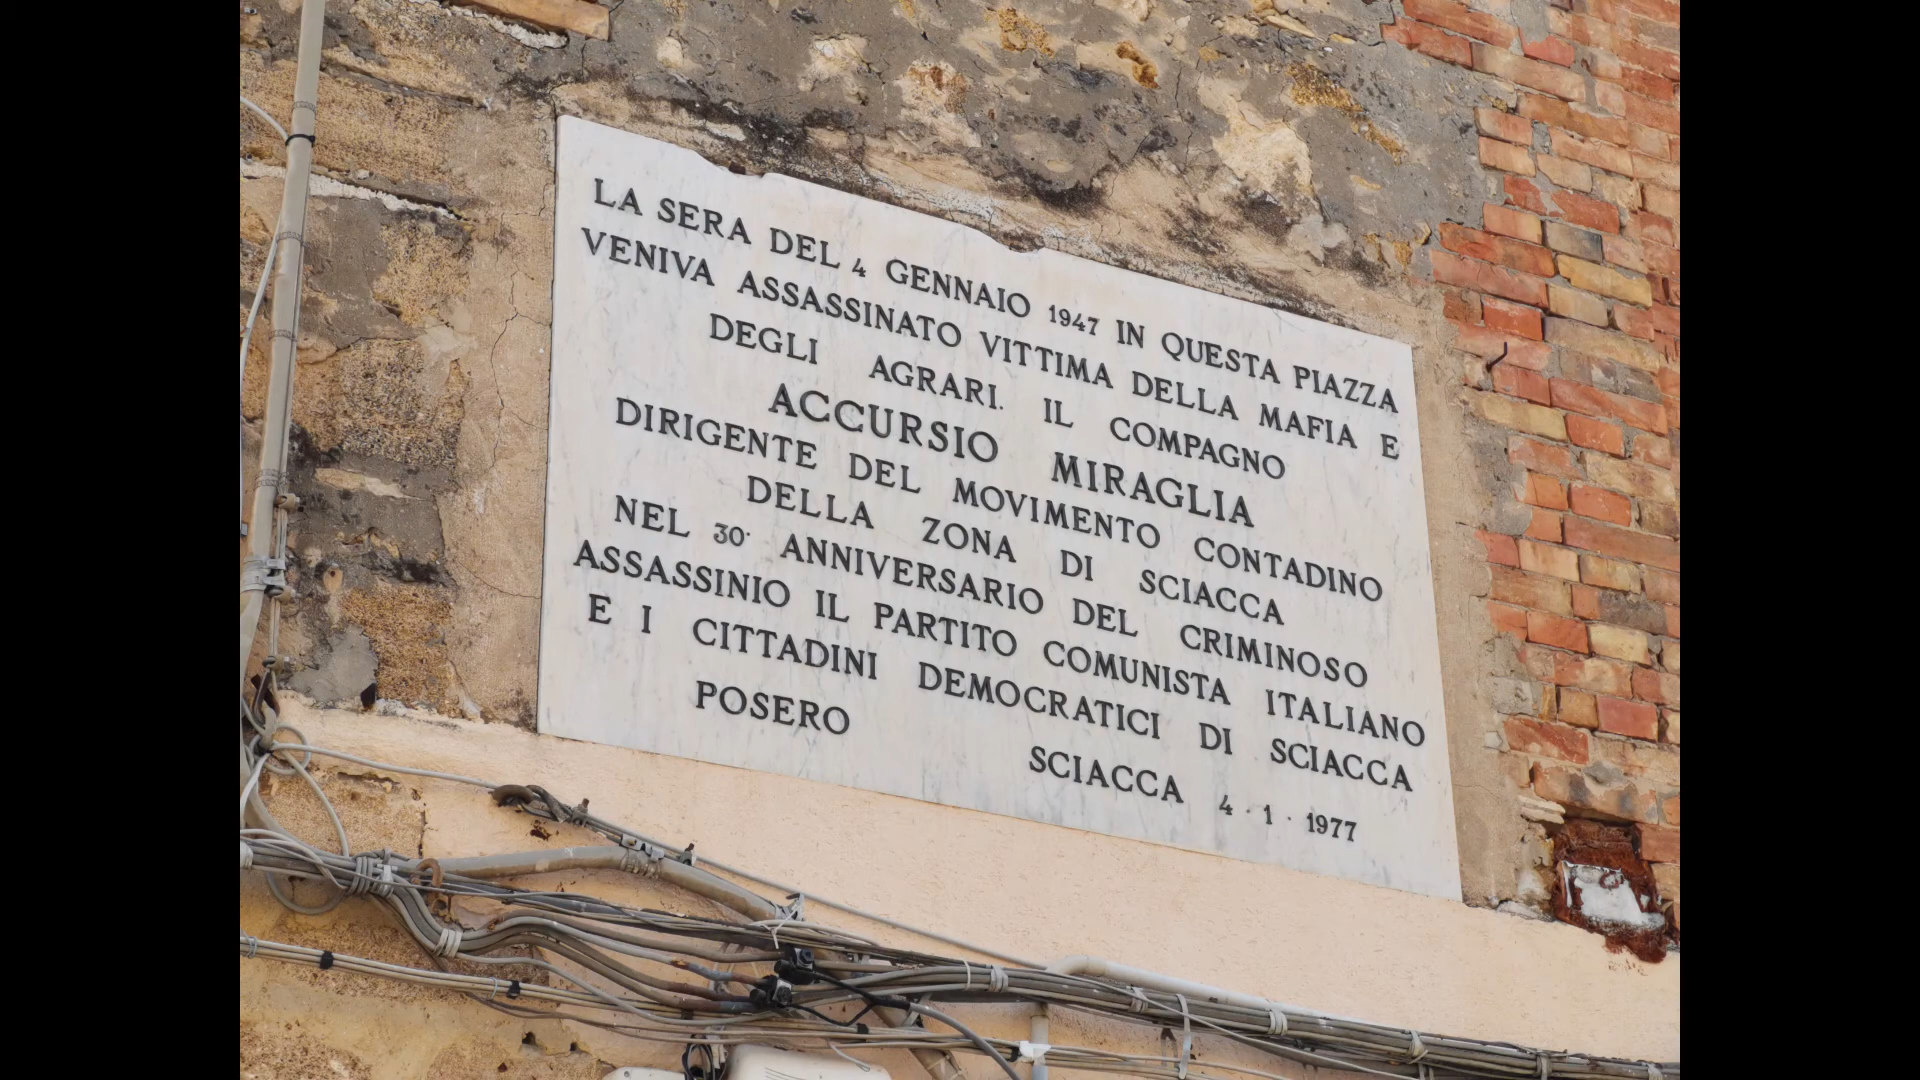 LA SERA DEL 4 GENNAIO 1947 IN QUESTA PIAZZA
VENIVA ASSASSINATO VITTIMA DELLA MAFIA E
DEGLI AGRARI. IL COMPAGNO
ACCURSIO MIRAGLIA
DIRIGENTE DEL MOVIMENTO CONTADINO
DELLA ZONA DI SCIACCA
NEL 30° ANNIVERSARIO DEL CRIMINOSO
ASSASSINIO IL PARTITO COMUNISTA ITALIANO
E I CITTADINI DEMOCRATICI DI SCIACCA
POSERO
SCIACCA 4 · 1 · 1977